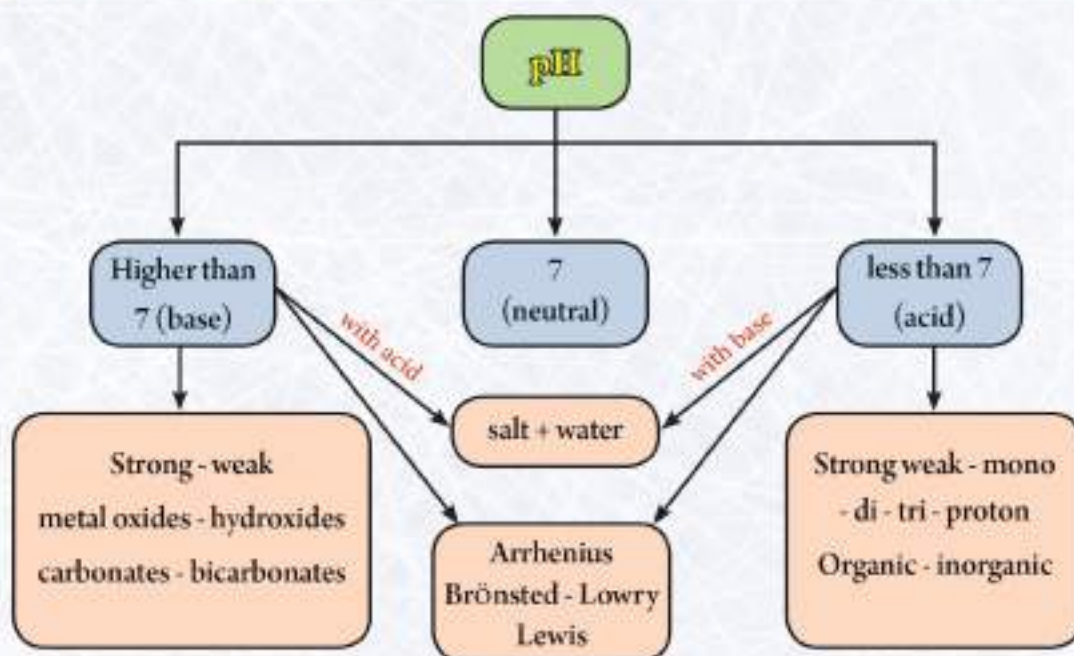 pH
Higher than
7 (base)
7
(neutral)
less than 7
(acid)
with acid
with base
salt + water
Strong - weak
metal oxides - hydroxides
carbonates - bicarbonates
Arrhenius
Brönsted - Lowry
Lewis
Strong weak - mono
- di - tri - proton
Organic - inorganic